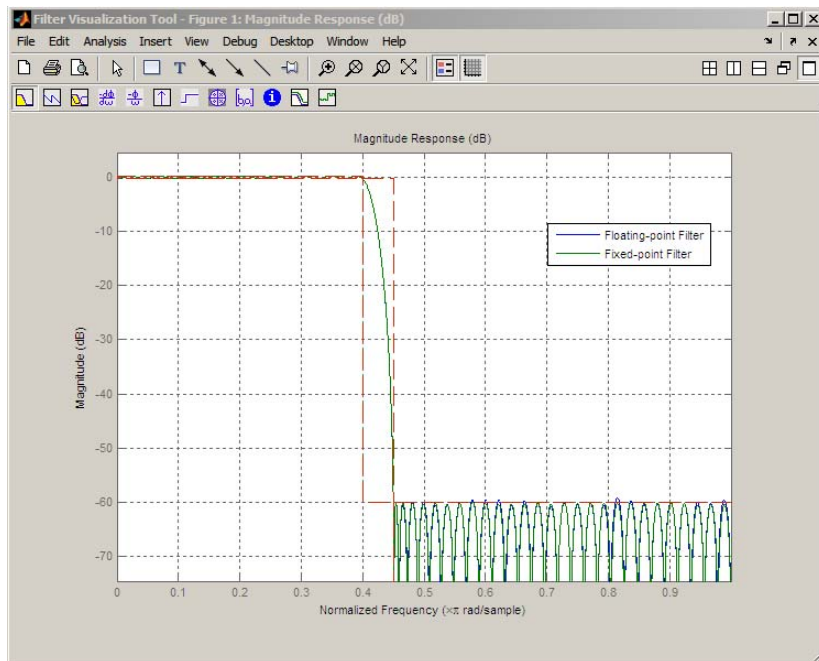 Filter Visualization Tool - Figure 1: Magnitude Response (dB)
File Edit Analysis Insert View Debug Desktop Window Help
T
Magnitude Response (dB)
0
-10
-20
-30
-40
-50
-60
-70
Magnitude (dB)
Floating-point Filter
Fixed-point Filter
0 0.1 0.2 0.3 0.4 0.5 0.6 0.7 0.8 0.9
Normalized Frequency (×π rad/sample)